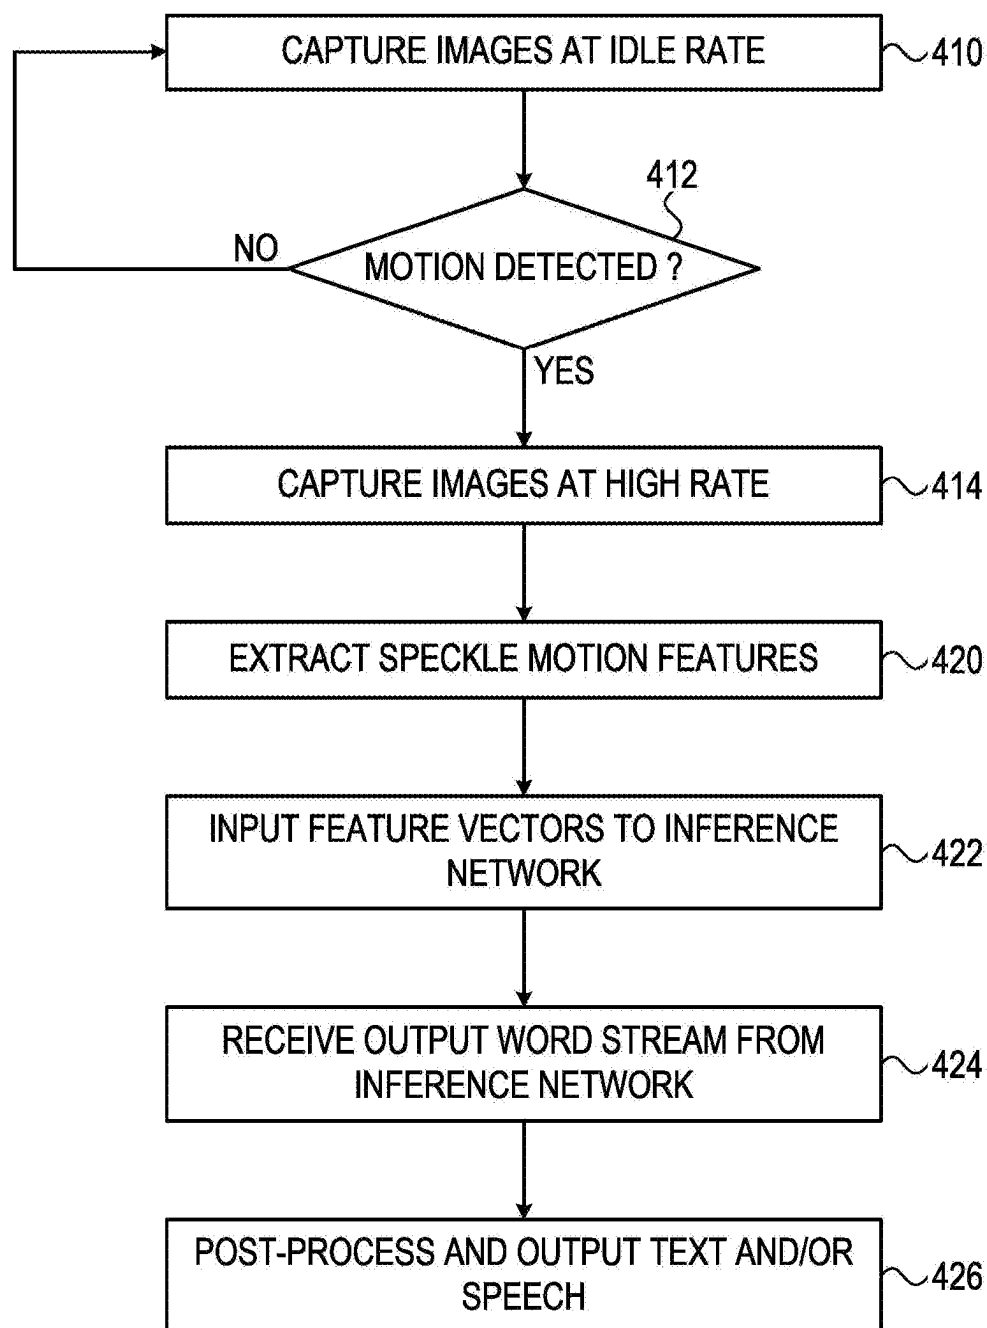 CAPTURE IMAGES AT IDLE RATE
410
412
MOTION DETECTED ?
NO
YES
CAPTURE IMAGES AT HIGH RATE
414
EXTRACT SPECKLE MOTION FEATURES
420
INPUT FEATURE VECTORS TO INFERENCE
NETWORK
422
RECEIVE OUTPUT WORD STREAM FROM
INFERENCE NETWORK
424
POST-PROCESS AND OUTPUT TEXT AND/OR
SPEECH
426